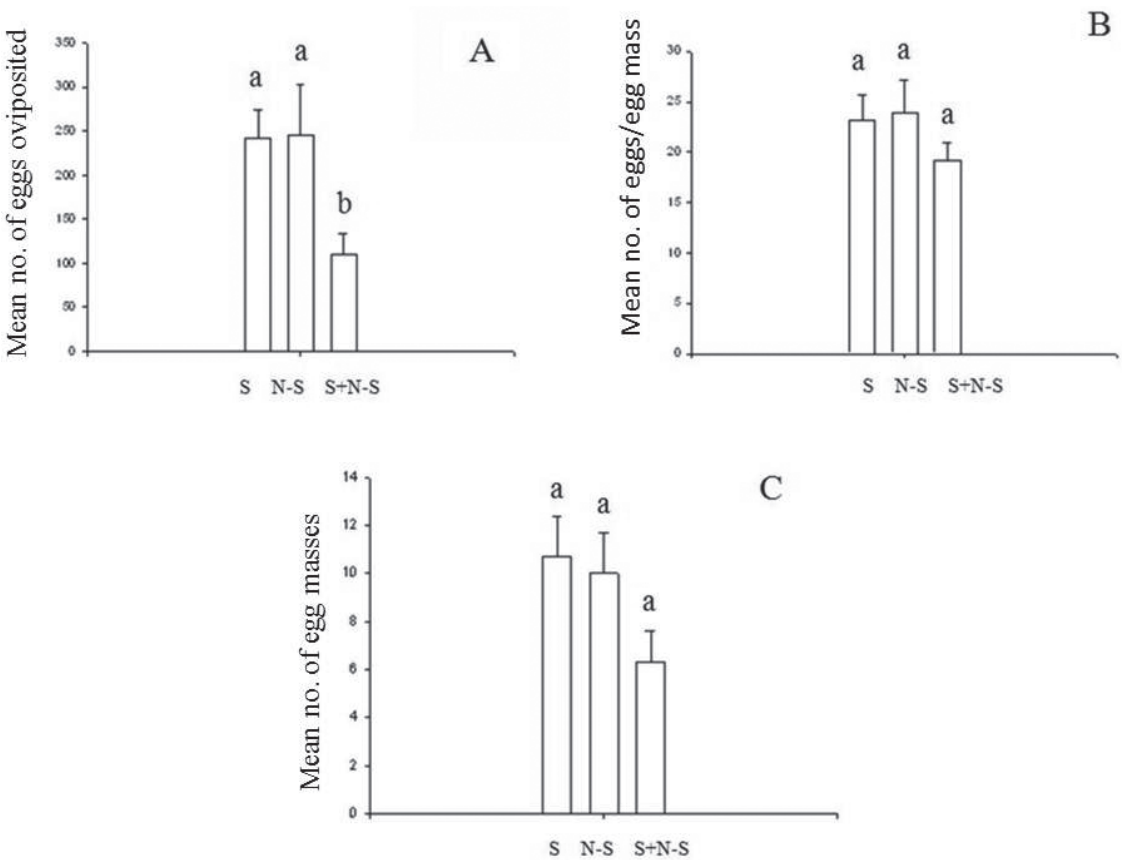 A
Mean no. of eggs oviposited
350
300
250
200
150
100
50
0
a
a
b
S N-S S+N-S
B
Mean no. of eggs/egg mass
30
25
20
15
10
5
0
a
a
a
S N-S S+N-S
C
Mean no. of egg masses
14
12
10
8
6
4
2
0
a
a
a
S N-S S+N-S